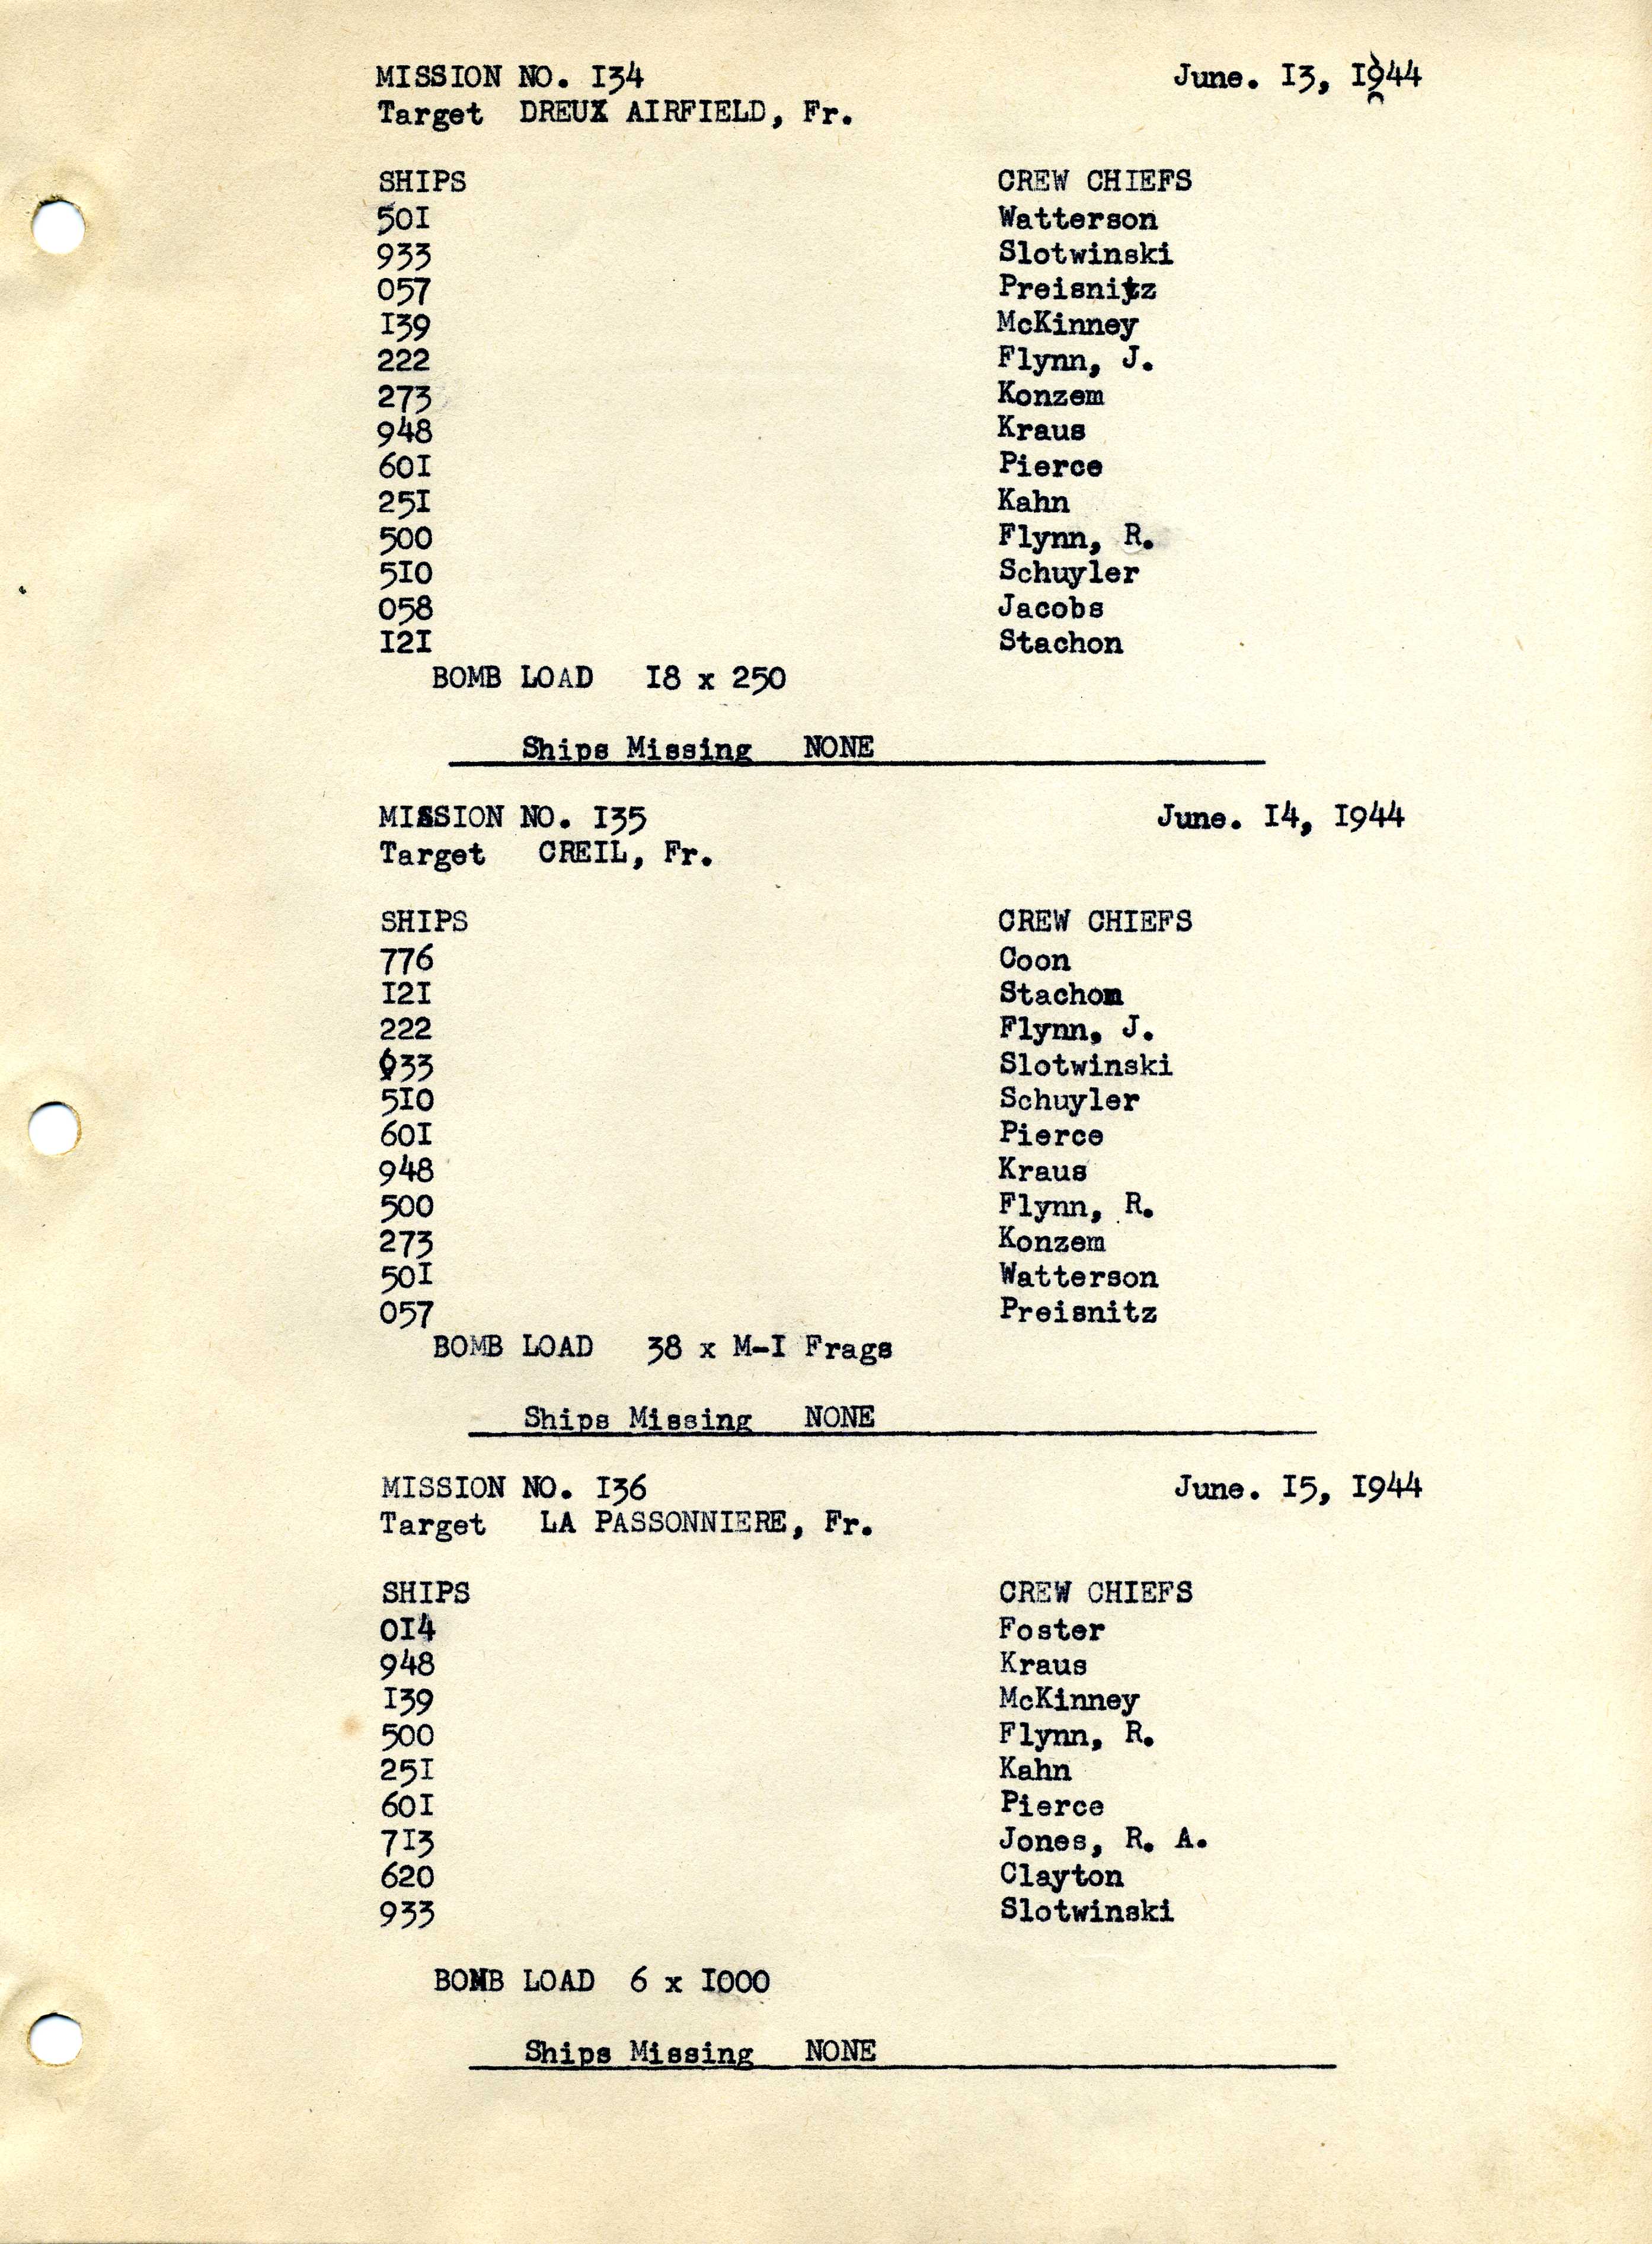 MISSION NO. I34 June. I3, I944
Target DREUX AIRFIELD, Fr.
SHIPS CREW CHIEFS
50I Watterson
933 Slotwinski
057 Preisnitz
I39 McKinney
222 Flynn, J.
273 Konzem
948 Kraus
60I Pierce
25I Kahn
500 Flynn, R.
5I0 Schuyler
058 Jacobs
I2I Stachon
BOMB LOAD I8 x 250
Ships Missing NONE
MISSION NO. I35 June. I4, I944
Target CREIL, Fr.
SHIPS CREW CHIEFS
776 Coon
I2I Stachon
222 Flynn, J.
933 Slotwinski
5I0 Schuyler
60I Pierce
948 Kraus
500 Flynn, R.
273 Konzem
50I Watterson
057 Preisnitz
BOMB LOAD 38 x M-I Frags
Ships Missing NONE
MISSION NO. I36 June. I5, I944
Target LA PASSONNIERE, Fr.
SHIPS CREW CHIEFS
0I4 Foster
948 Kraus
I39 McKinney
500 Flynn, R.
25I Kahn
60I Pierce
7I3 Jones, R. A.
620 Clayton
933 Slotwinski
BOMB LOAD 6 x I000
Ships Missing NONE